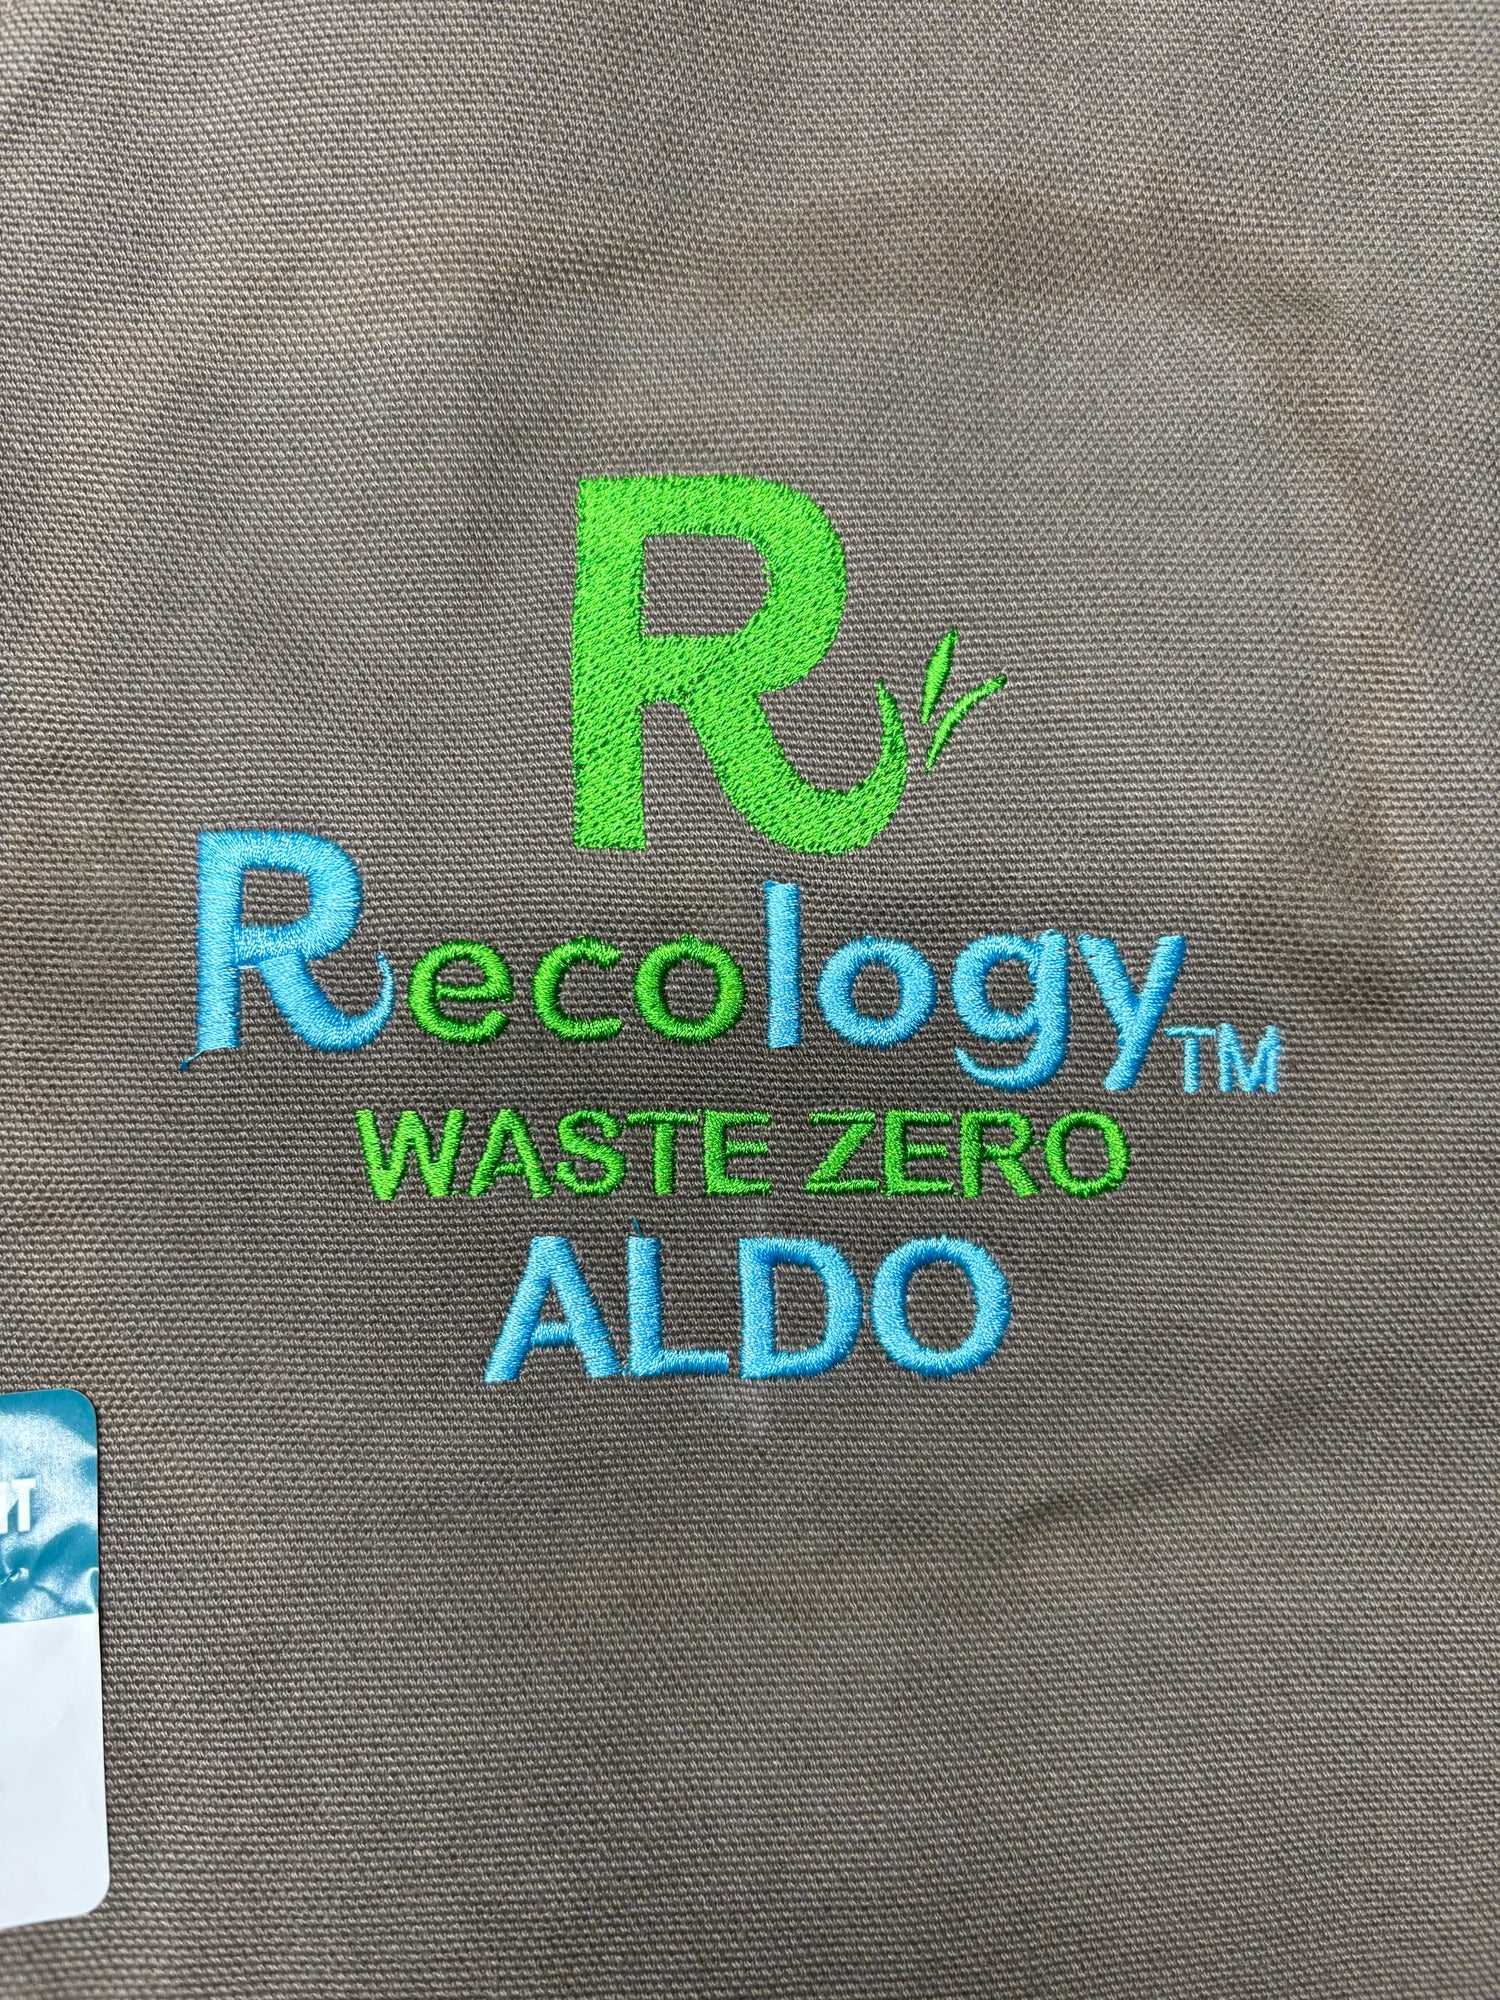 R
Recology™
WASTE ZERO
ALDO